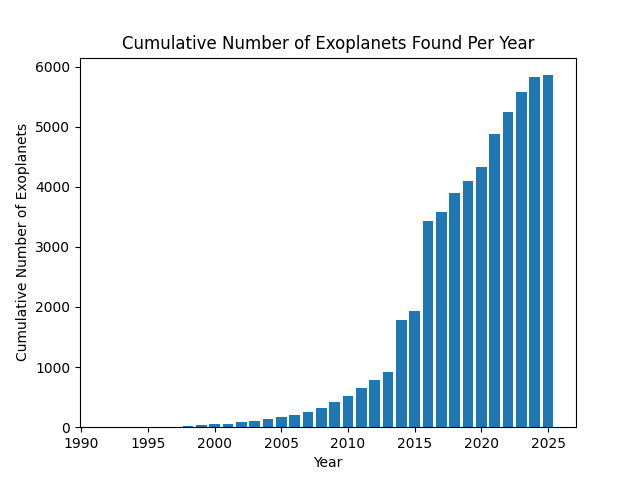 Cumulative Number of Exoplanets Found Per Year
Cumulative Number of Exoplanets
6000
5000
4000
3000
2000
1000
0
1990 1995 2000 2005 2010 2015 2020 2025
Year